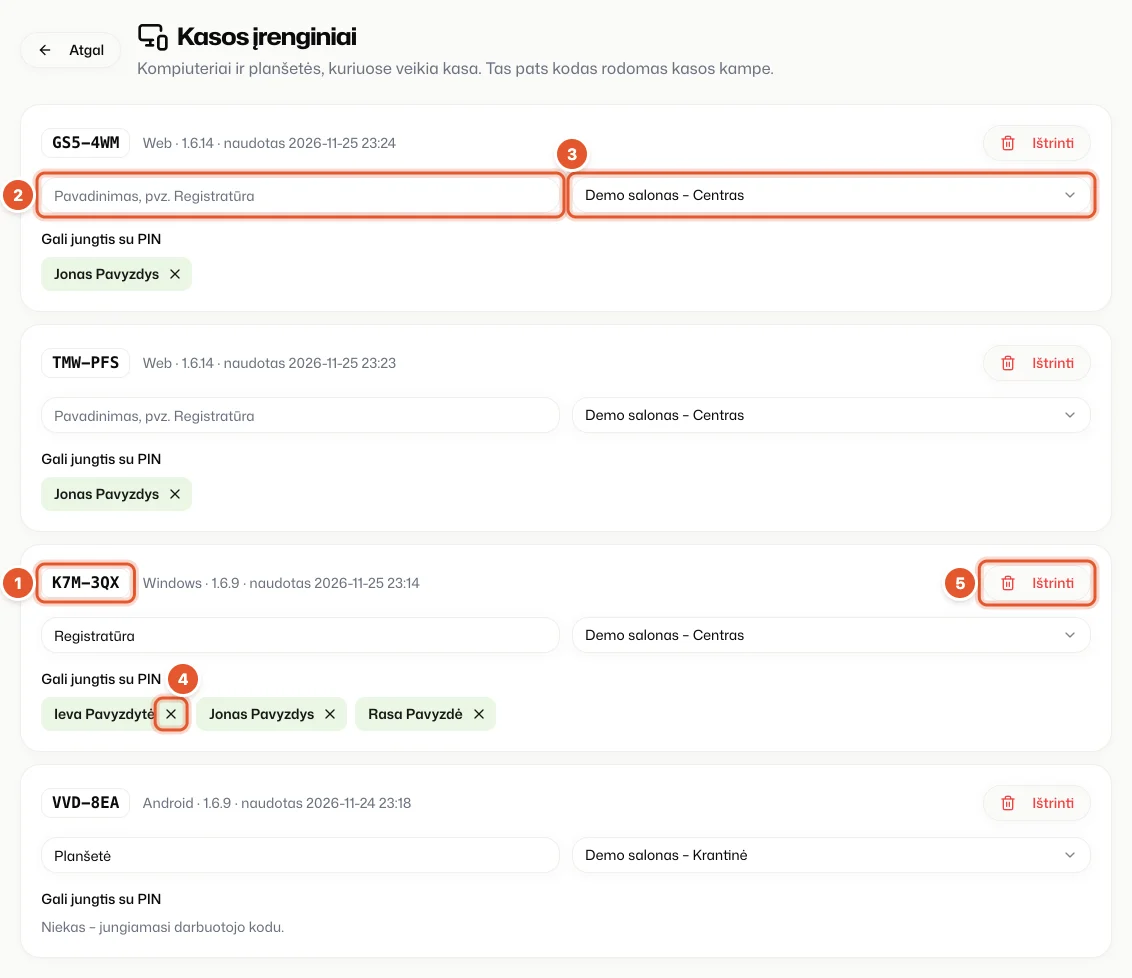 Atgal
Kasos įrenginiai
Kompiuteriai ir planšetės, kuriuose veikia kasa. Tas pats kodas rodomas kasos kampe.
GS5-4WM Web · 1.6.14 · naudotas 2026-11-25 23:24 Ištrinti
3
2 Pavadinimas, pvz. Registratūra Demo salonas – Centras
Gali jungtis su PIN
Jonas Pavyzdys
TMW-PFS Web · 1.6.14 · naudotas 2026-11-25 23:23 Ištrinti
Pavadinimas, pvz. Registratūra Demo salonas – Centras
Gali jungtis su PIN
Jonas Pavyzdys
1 K7M-3QX Windows · 1.6.9 · naudotas 2026-11-25 23:14 5 Ištrinti
Registratūra Demo salonas – Centras
Gali jungtis su PIN 4
Ieva Pavyzdytė Jonas Pavyzdys Rasa Pavyzdė
VVD-8EA Android · 1.6.9 · naudotas 2026-11-24 23:18 Ištrinti
Planšetė Demo salonas – Krantinė
Gali jungtis su PIN
Niekas – jungiamasi darbuotojo kodu.